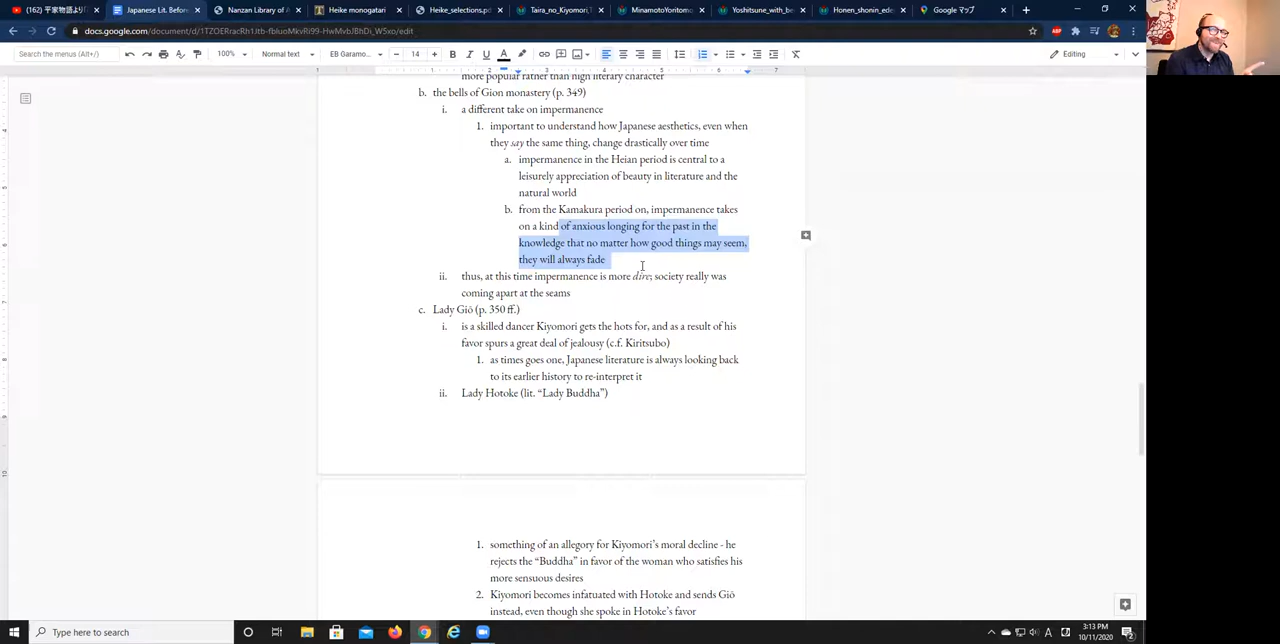 (162) 平家物語より
Japanese Lit. Before
Nanzan Library of A
Heike monogatari
Heike_selections.pd
Taira_no_Kiyomori,1
MinamotoYoritomo
Yoshitsune_with_be
Honen_shonin_ede
Google マップ
docs.google.com/document/d/1TZOERracRh1Jtb-fbluoMkvRi99-HwMvbJBhDi_W5xo/edit
Search the menus (Alt+/)
100%
Normal text
EB Garamo...
14
B I U A
Editing
more popular rather than high literary character
b. the bells of Gion monastery (p. 349)
i. a different take on impermanence
1. important to understand how Japanese aesthetics, even when
they say the same thing, change drastically over time
a. impermanence in the Heian period is central to a
leisurely appreciation of beauty in literature and the
natural world
b. from the Kamakura period on, impermanence takes
on a kind of anxious longing for the past in the
knowledge that no matter how good things may seem,
they will always fade
ii. thus, at this time impermanence is more dire; society really was
coming apart at the seams
c. Lady Giō (p. 350 ff.)
i. is a skilled dancer Kiyomori gets the hots for, and as a result of his
favor spurs a great deal of jealousy (c.f. Kiritsubo)
1. as times goes one, Japanese literature is always looking back
to its earlier history to re-interpret it
ii. Lady Hotoke (lit. “Lady Buddha”)
1. something of an allegory for Kiyomori’s moral decline - he
rejects the “Buddha” in favor of the woman who satisfies his
more sensuous desires
2. Kiyomori becomes infatuated with Hotoke and sends Giō
instead, even though she spoke in Hotoke’s favor
Type here to search
A
3:13 PM
10/11/2020